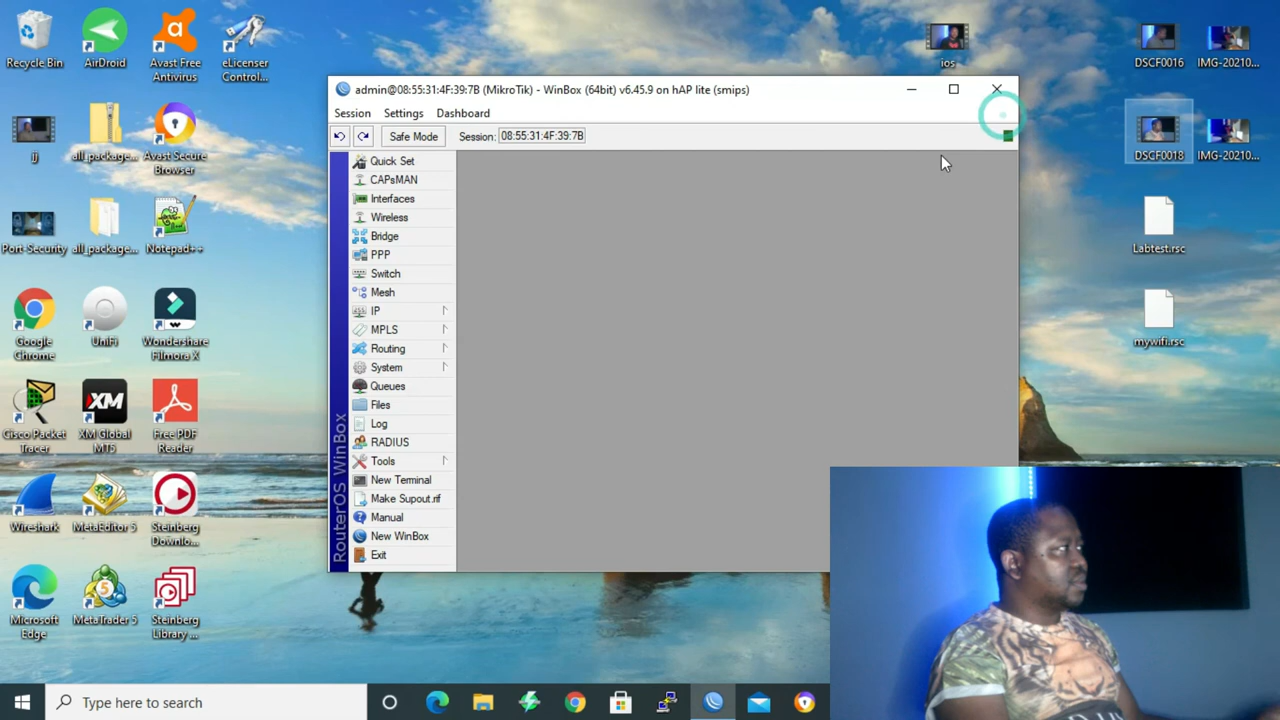 Recycle Bin
AirDroid
Avast Free
Antivirus
eLicenser
Control...
jj
all_package...
Avast Secure
Browser
Port-Security
all_package...
Notepad++
Google
Chrome
UniFi
Wondershare
Filmora X
Cisco Packet
Tracer
XM
XM Global
MT5
Free PDF
Reader
Wireshark
MetaEditor 5
Steinberg
Downlo...
Microsoft
Edge
MetaTrader 5
Steinberg
Library ...
ios
DSCF0016
IMG-20210...
DSCF0018
IMG-20210...
Labtest.rsc
mywifi.rsc
admin@08:55:31:4F:39:7B (MikroTik) - WinBox (64bit) v6.45.9 on hAP lite (smips)
Session Settings Dashboard
Safe Mode Session: 08:55:31:4F:39:7B
Quick Set
CAPsMAN
Interfaces
Wireless
Bridge
PPP
Switch
Mesh
IP
MPLS
Routing
System
Queues
Files
Log
RADIUS
Tools
New Terminal
Make Supout.rif
Manual
New WinBox
Exit
RouterOS WinBox
Type here to search